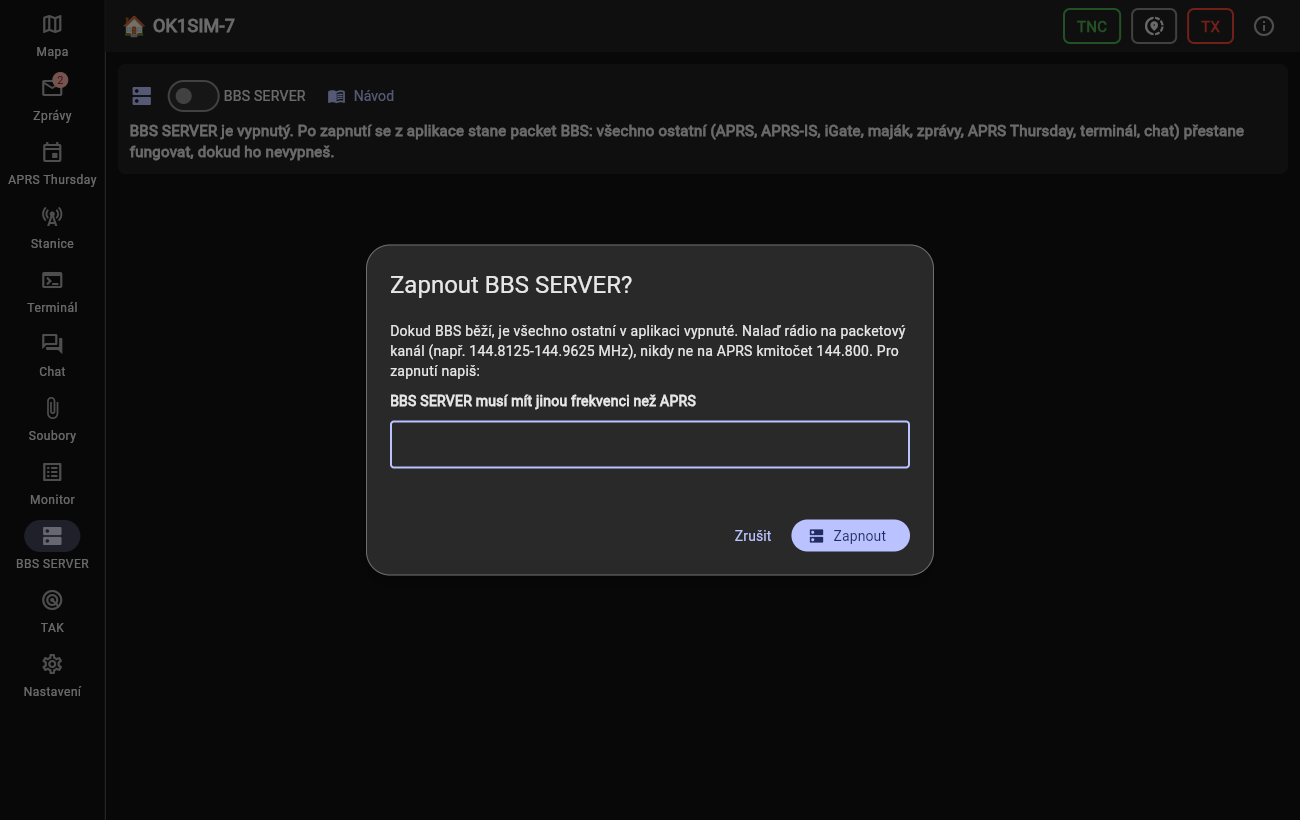 OK1SIM-7
TNC
TX
Mapa
2
Zprávy
APRS Thursday
Stanice
Terminál
Chat
Soubory
Monitor
BBS SERVER
TAK
Nastavení
BBS SERVER
Návod
BBS SERVER je vypnutý. Po zapnutí se z aplikace stane packet BBS: všechno ostatní (APRS, APRS-IS, iGate, maják, zprávy, APRS Thursday, terminál, chat) přestane
fungovat, dokud ho nevypneš.
Zapnout BBS SERVER?
Dokud BBS běží, je všechno ostatní v aplikaci vypnuté. Nalaď rádio na packetový
kanál (např. 144.8125-144.9625 MHz), nikdy ne na APRS kmitočet 144.800. Pro
zapnutí napiš:
BBS SERVER musí mít jinou frekvenci než APRS
Zrušit
Zapnout